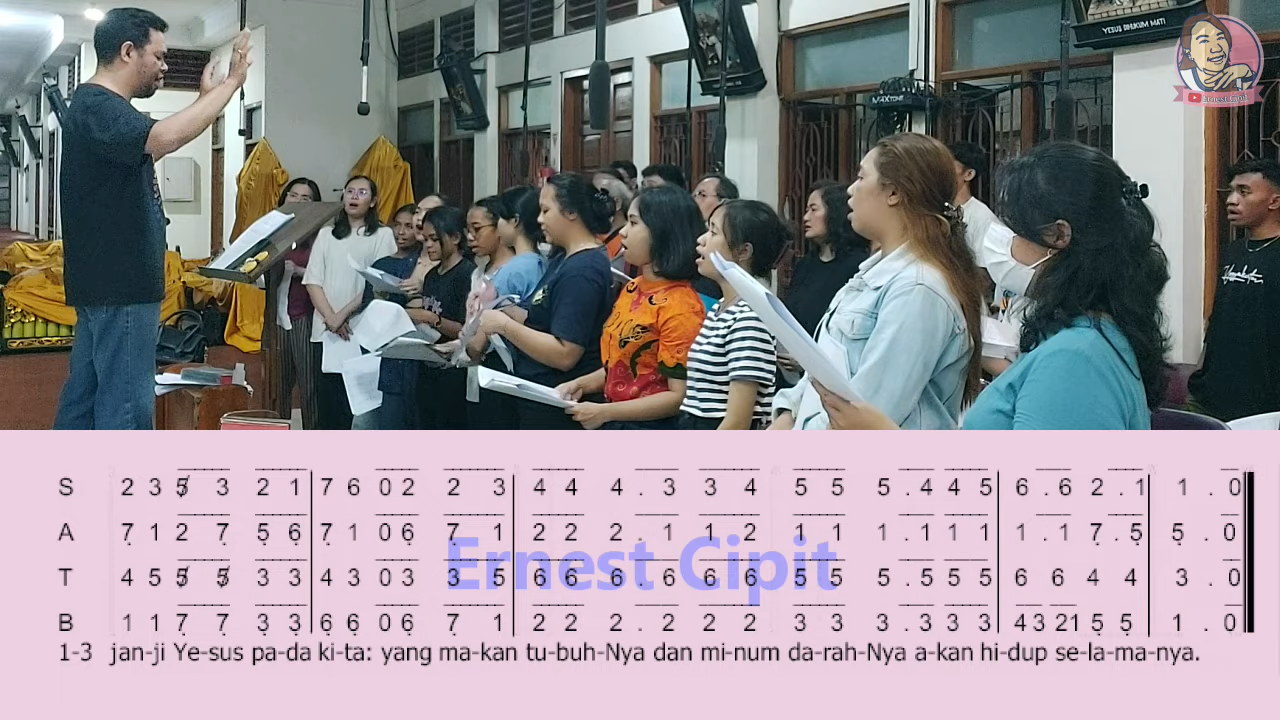 YESUS DIHUKUM MATI
MAXTONE
Ernest Cipit
S 2 3 5 3 2 1 | 7 6 0 2 2 3 | 4 4 4 . 3 3 4 | 5 5 5 . 4 4 5 | 6 . 6 2 . 1 | 1 . 0
A 7 1 2 7 5 6 | 7 1 0 6 7 1 | 2 2 2 . 1 1 2 | 1 1 1 . 1 1 1 | 1 . 1 7 . 5 | 5 . 0
Ernest Cipit
T 4 5 5 5 3 3 | 4 3 0 3 3 5 | 6 6 6 . 6 6 6 | 5 5 5 . 5 5 5 | 6 6 4 4 | 3 . 0
B 1 1 7 7 3 3 | 6 6 0 6 7 1 | 2 2 2 . 2 2 2 | 3 3 3 . 3 3 3 | 4 3 2 1 5 5 | 1 . 0
1-3 jan-ji Ye-sus pa-da ki-ta: yang ma-kan tu-buh-Nya dan mi-num da-rah-Nya a-kan hi-dup se-la-ma-nya.